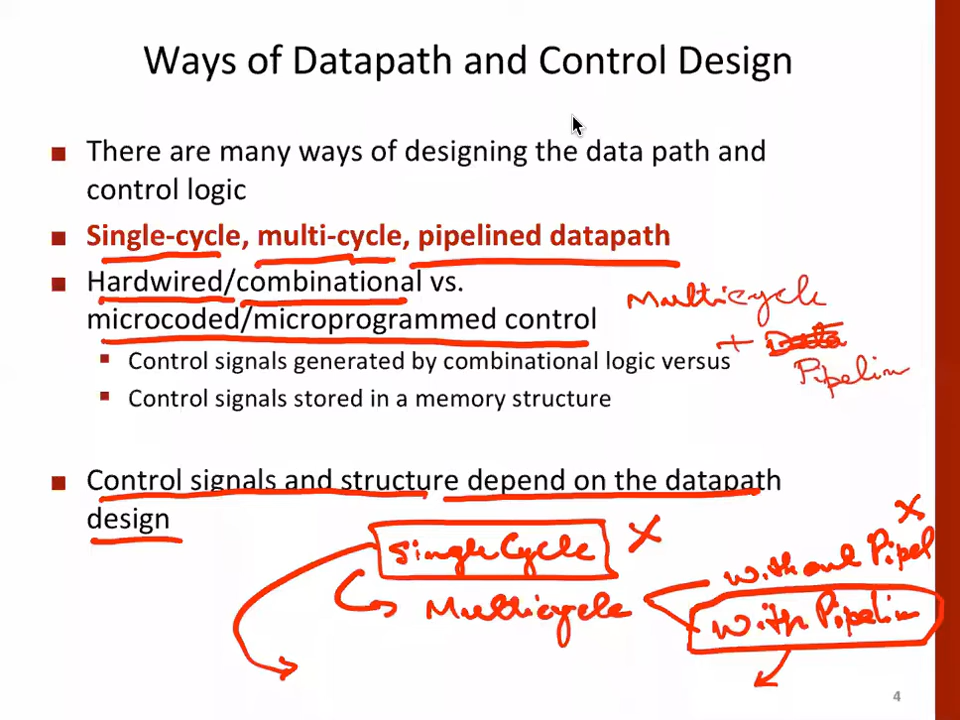 Ways of Datapath and Control Design
▪ There are many ways of designing the data path and
control logic
▪ Single-cycle, multi-cycle, pipelined datapath
▪ Hardwired/combinational vs.
microcoded/microprogrammed control
Multicycle
+
Pipelin
▪ Control signals generated by combinational logic versus
▪ Control signals stored in a memory structure
▪ Control signals and structure depend on the datapath
design
Single Cycle X
X
without Pipel
Multicycle
with Pipelin
4